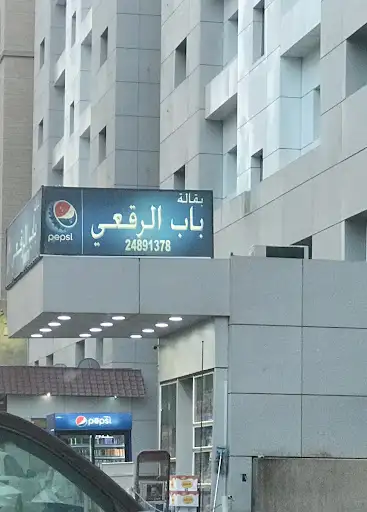 بقالة
باب الرقعي
pepsi
24891378
pepsi